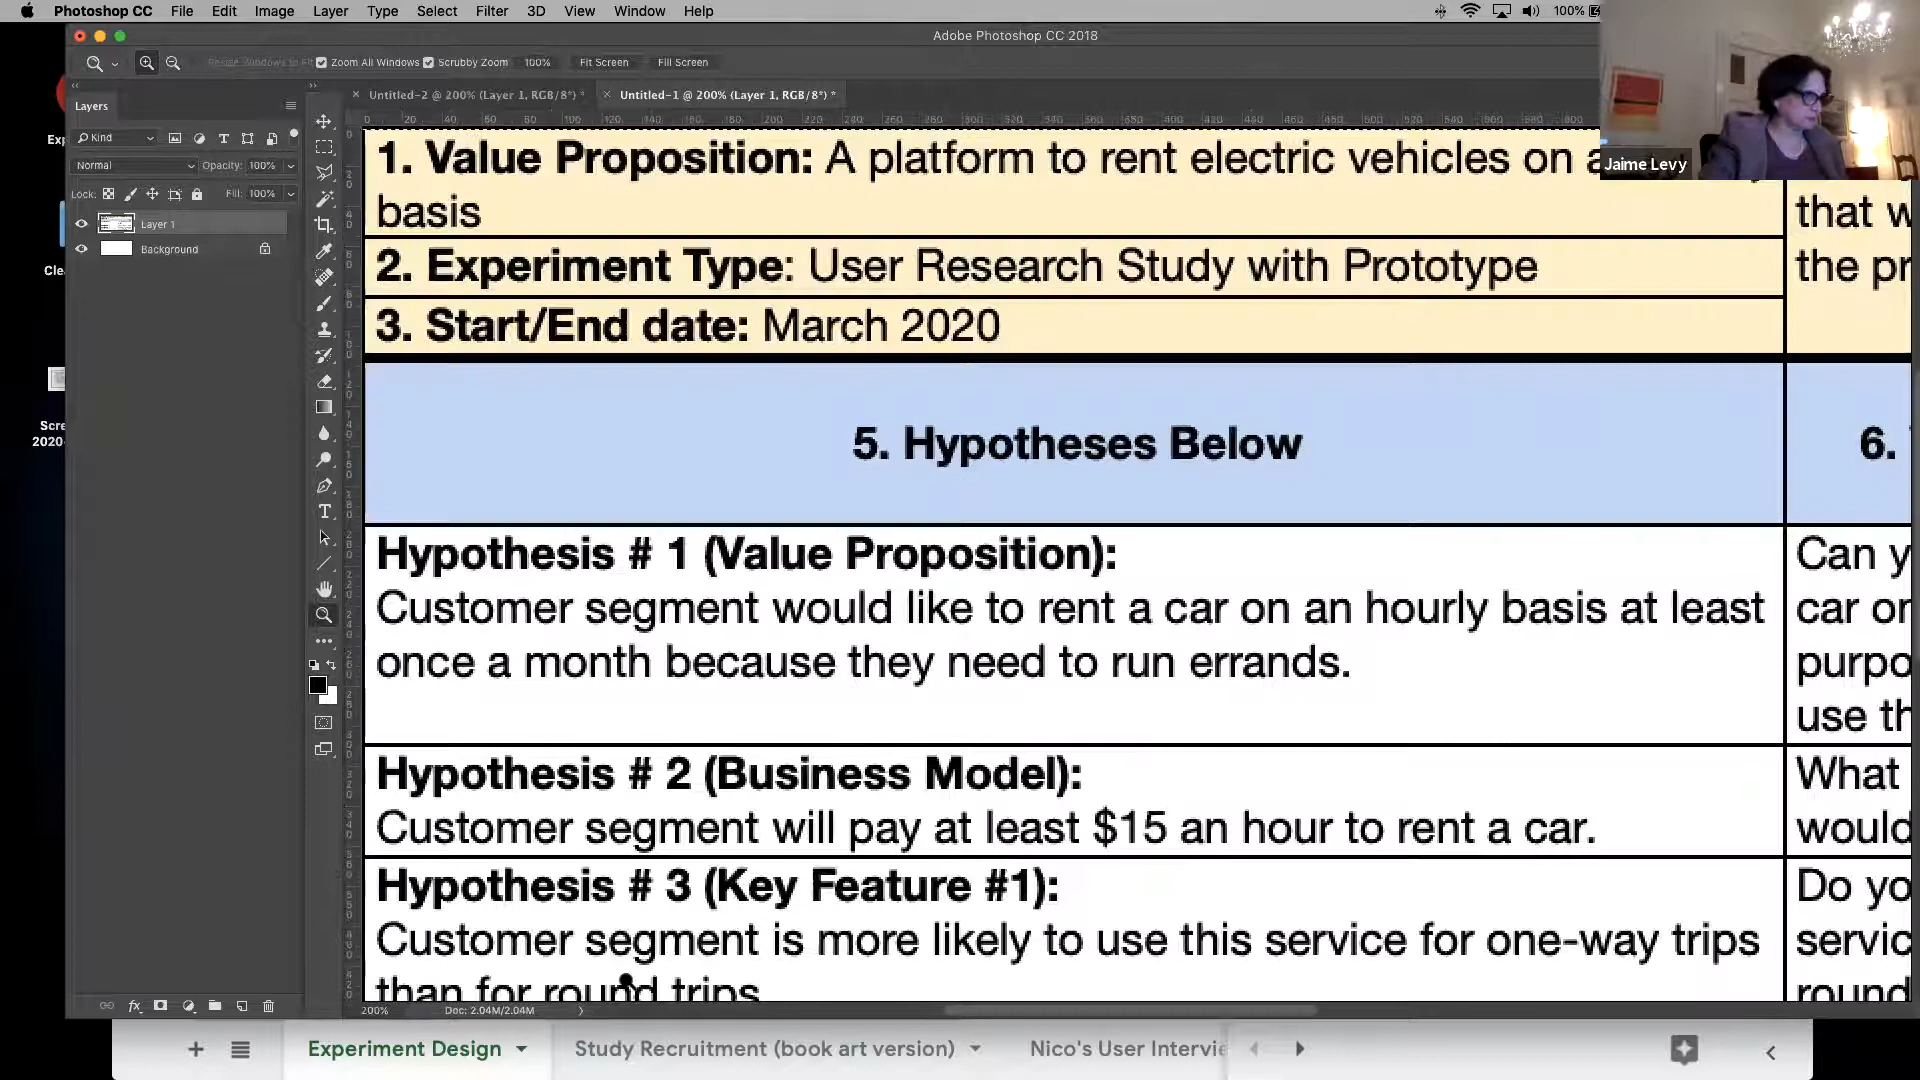 Photoshop CC File Edit Image Layer Type Select Filter 3D View Window Help 100%
Adobe Photoshop CC 2018
Resize Windows to Fit Zoom All Windows Scrubby Zoom 100% Fit Screen Fill Screen
Layers
Untitled-2 @ 200% (Layer 1, RGB/8*) * Untitled-1 @ 200% (Layer 1, RGB/8*) *
Kind
Normal Opacity: 100%
Lock: Fill: 100%
Layer 1
Background
Exp
Cle
Scre
2020-
Jaime Levy
1. Value Proposition: A platform to rent electric vehicles on a
basis
that w
2. Experiment Type: User Research Study with Prototype
the pr
3. Start/End date: March 2020
5. Hypotheses Below
6.
Hypothesis # 1 (Value Proposition):
Customer segment would like to rent a car on an hourly basis at least
once a month because they need to run errands.
Can y
car or
purpo
use th
Hypothesis # 2 (Business Model):
Customer segment will pay at least $15 an hour to rent a car.
What
would
Hypothesis # 3 (Key Feature #1):
Customer segment is more likely to use this service for one-way trips
than for round trips
Do yo
servic
round
200% Doc: 2.04M/2.04M
Experiment Design Study Recruitment (book art version) Nico's User Intervie